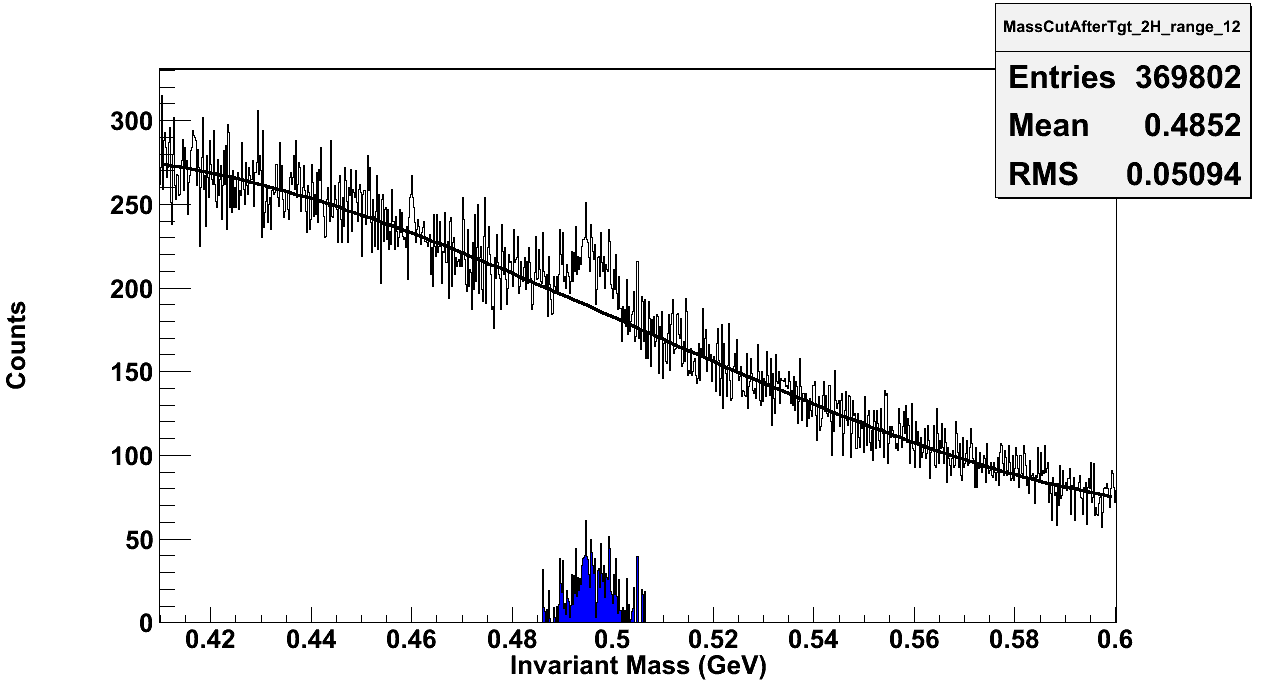 MassCutAfterTgt_2H_range_12
Entries 369802
Mean 0.4852
RMS 0.05094
300
250
200
150
100
50
0
Counts
0.42 0.44 0.46 0.48 0.5 0.52 0.54 0.56 0.58 0.6
Invariant Mass (GeV)